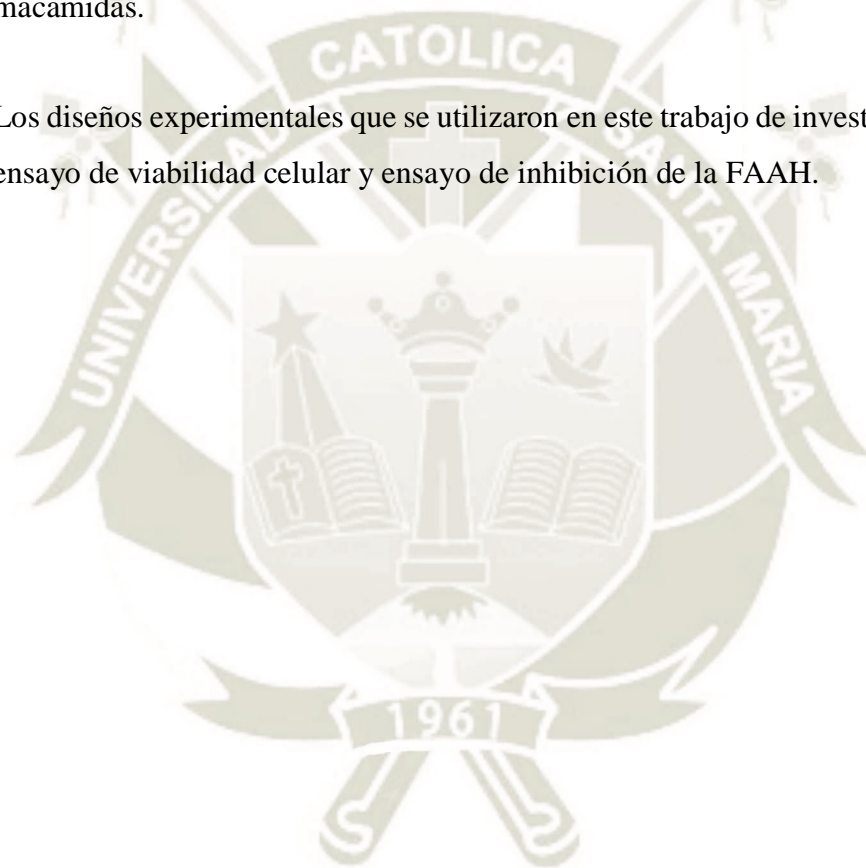 macamidas.
CATOLICA
Los diseños experimentales que se utilizaron en este trabajo de invest
ensayo de viabilidad celular y ensayo de inhibición de la FAAH.
UNIVERSIDAD
SANTA MARIA
1961